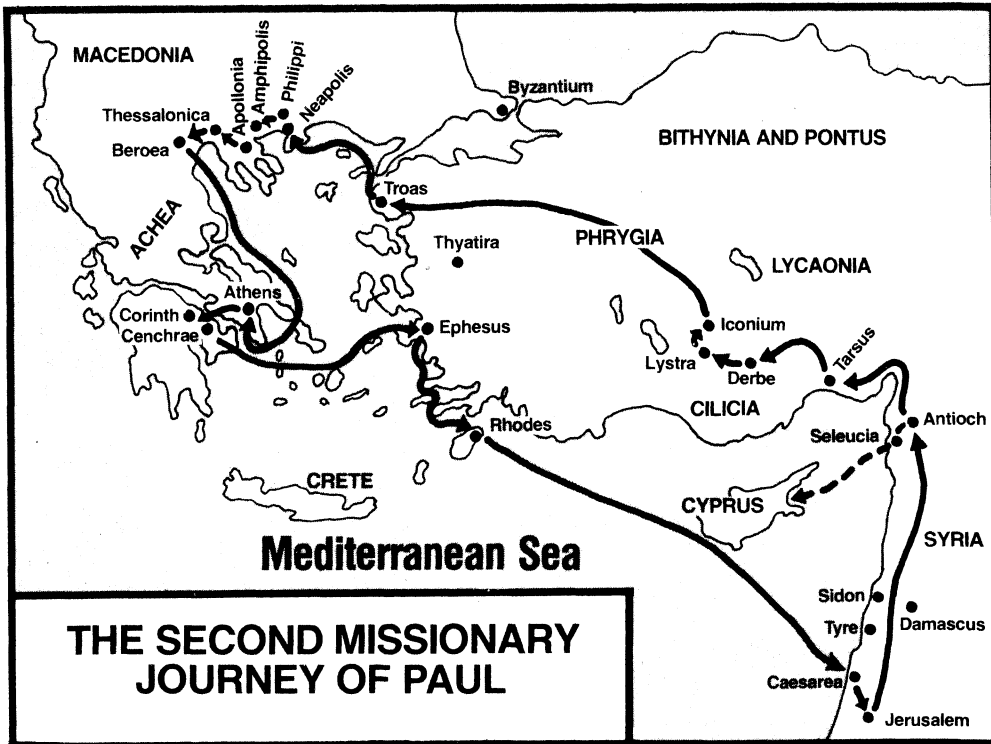 MACEDONIA
Apollonia
Amphipolis
Philippi
Neapolis
Byzantium
Thessalonica
Beroea
BITHYNIA AND PONTUS
Troas
ACHEA
PHRYGIA
Thyatira
LYCAONIA
Athens
Corinth
Cenchrae
Ephesus
Iconium
Lystra
Derbe
Tarsus
CILICIA
Rhodes
Antioch
Seleucia
CRETE
CYPRUS
SYRIA
Mediterranean Sea
Sidon
Damascus
Tyre
Caesarea
Jerusalem
THE SECOND MISSIONARY
JOURNEY OF PAUL